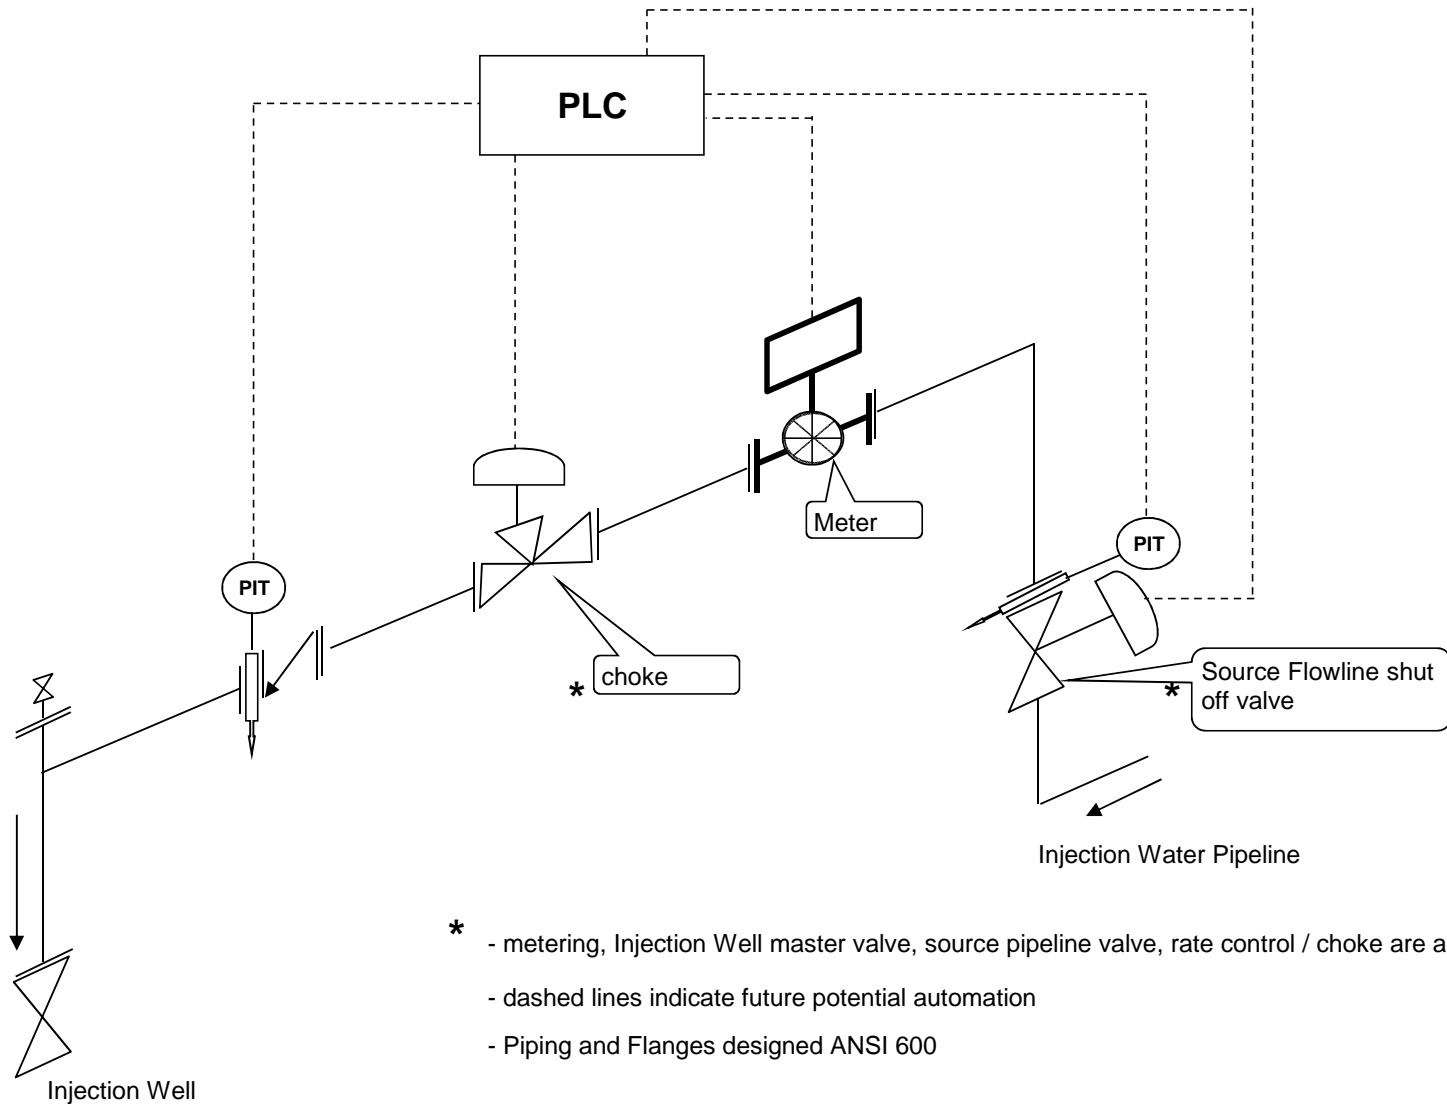 PLC
Meter
PIT
PIT
choke
*
Source Flowline shut
off valve
*
Injection Water Pipeline
*
- metering, Injection Well master valve, source pipeline valve, rate control / choke are a
- dashed lines indicate future potential automation
- Piping and Flanges designed ANSI 600
Injection Well